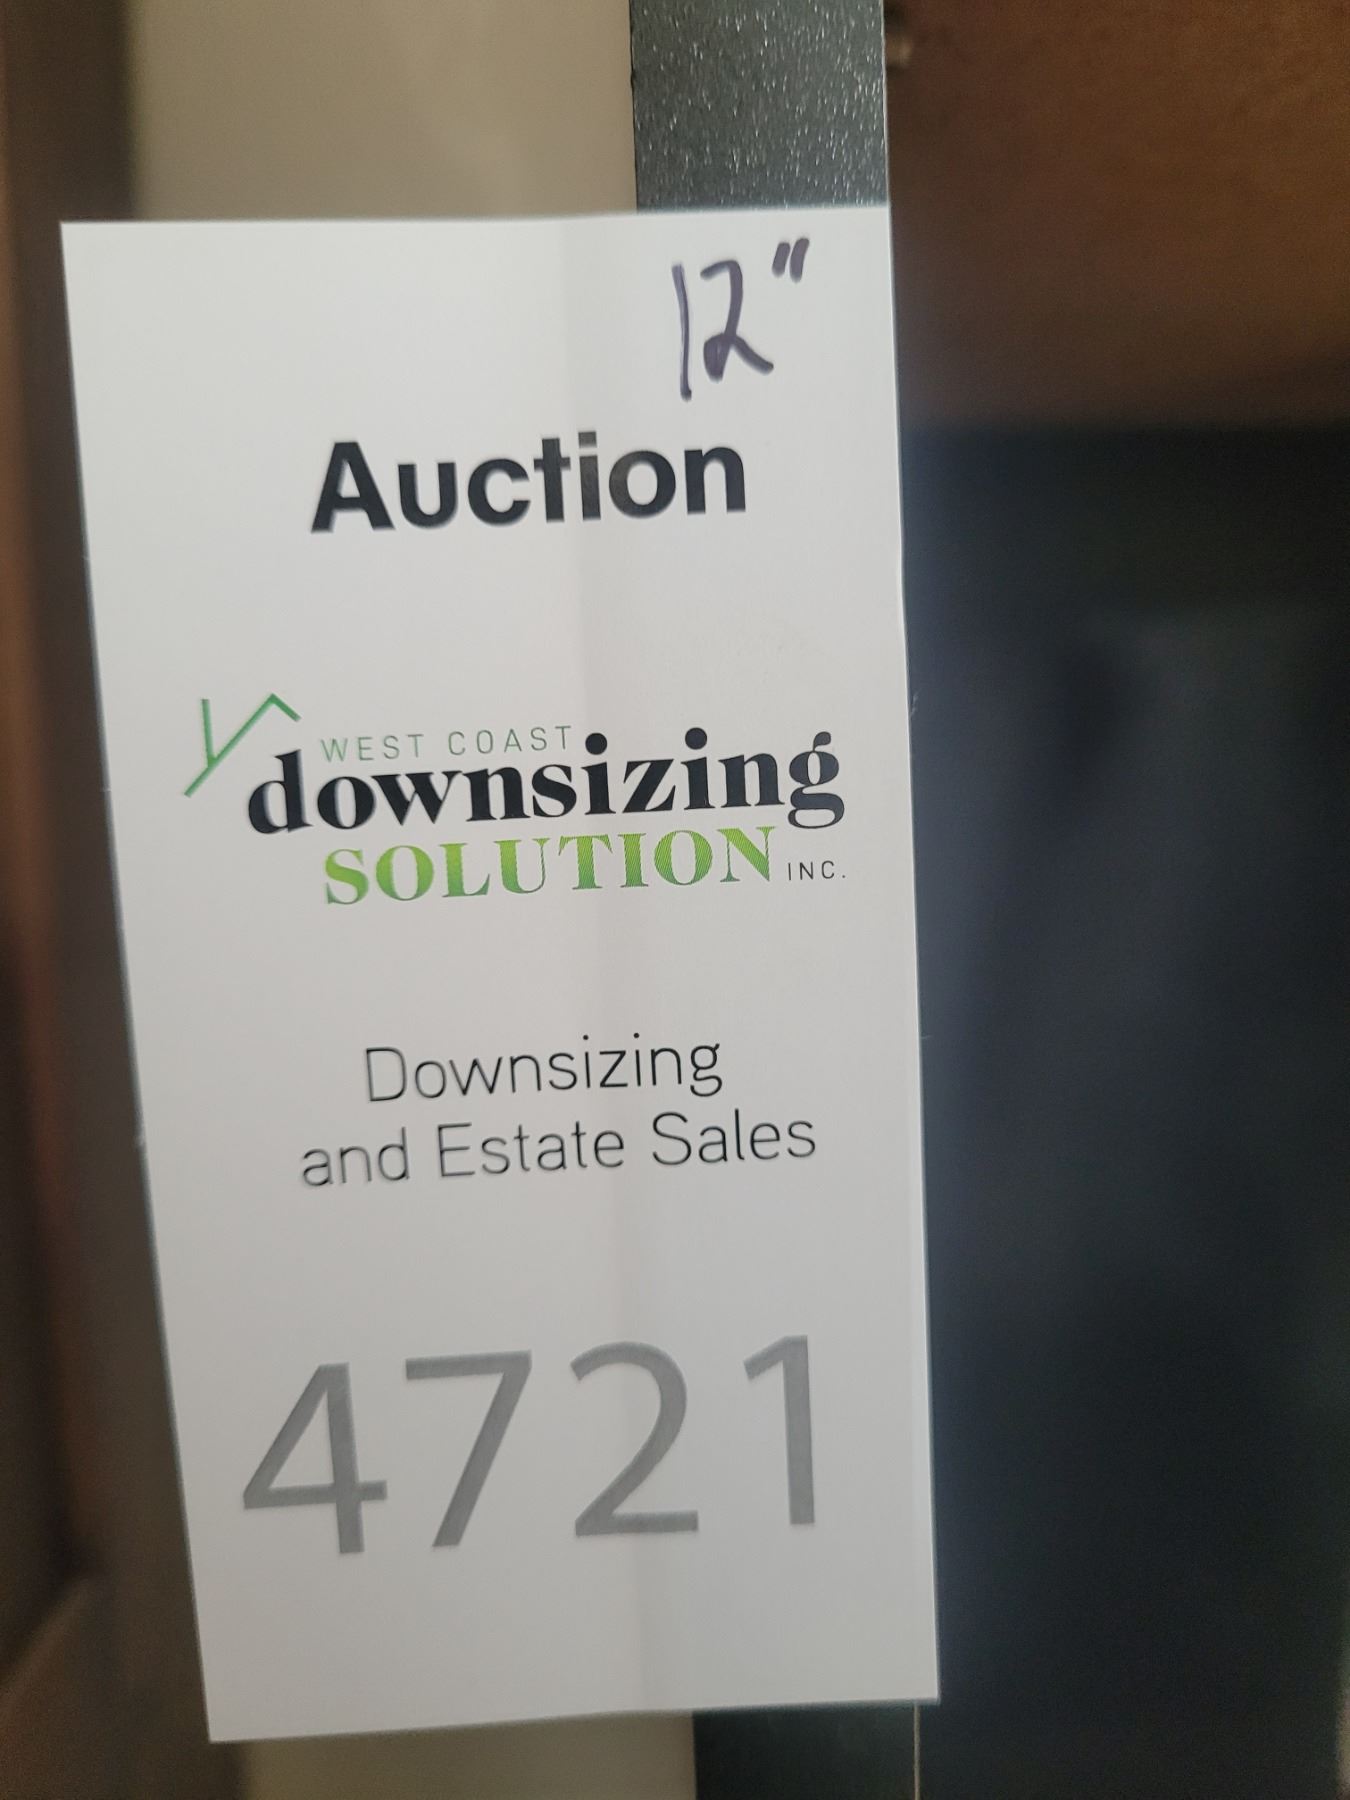 12"
Auction
WEST COAST
downsizing
SOLUTION INC.
Downsizing
and Estate Sales
4721